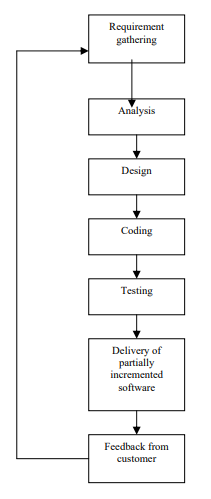 Requirement
gathering
Analysis
Design
Coding
Testing
Delivery of
partially
incremented
software
Feedback from
customer